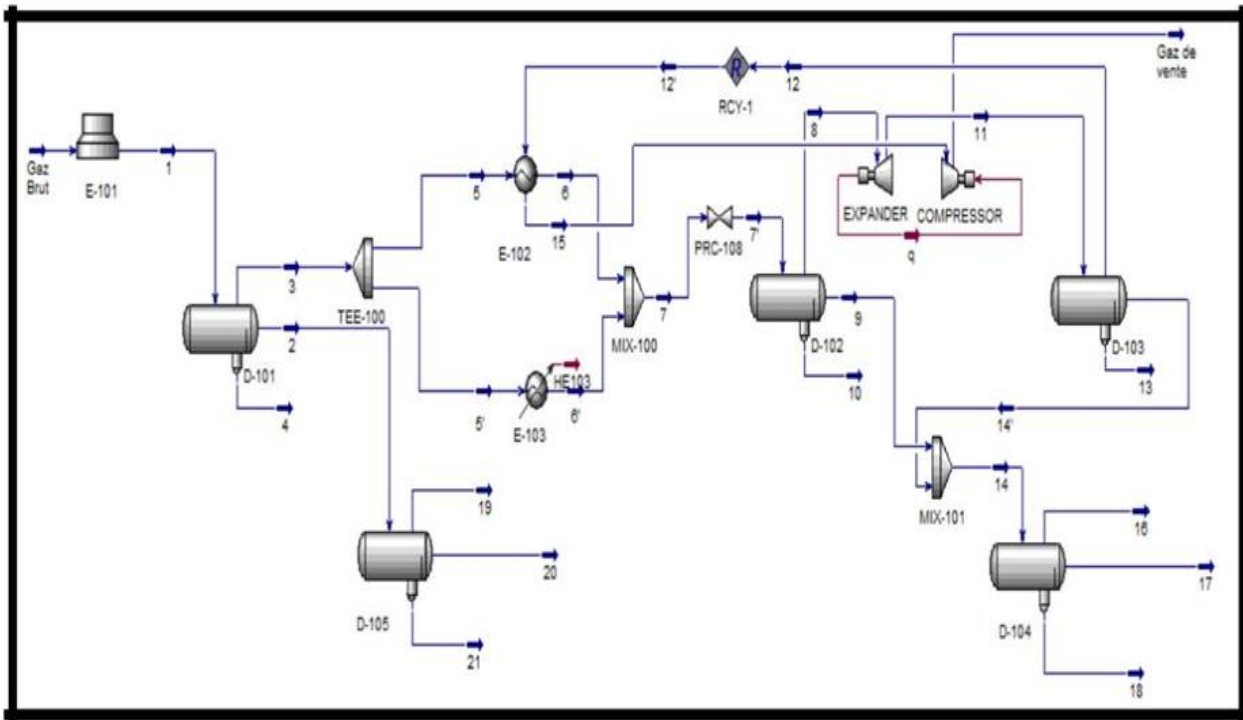 Gaz de
vente
12'
12
RCY-1
8
11
Gaz
Brut
E-101
1
5
6
E-102
15
EXPANDER
COMPRESSOR
q
PRC-108
7'
3
TEE-100
7
MIX-100
2
D-101
4
9
D-102
10
D-103
13
HE103
5'
E-103
6'
14'
14
MIX-101
16
17
D-104
18
19
20
D-105
21